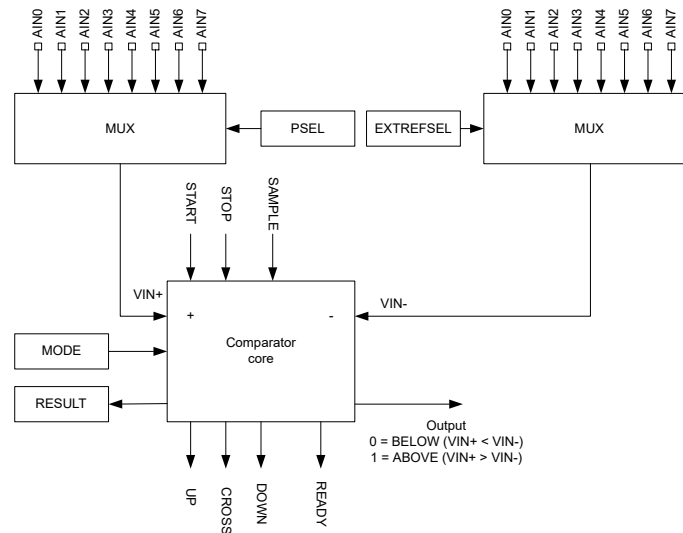 AIN0 AIN1 AIN2 AIN3 AIN4 AIN5 AIN6 AIN7
AIN0 AIN1 AIN2 AIN3 AIN4 AIN5 AIN6 AIN7
MUX
PSEL
EXTREFSEL
MUX
START
STOP
SAMPLE
VIN+
VIN-
+
-
Comparator
core
MODE
RESULT
Output
0 = BELOW (VIN+ < VIN-)
1 = ABOVE (VIN+ > VIN-)
UP
CROSS
DOWN
READY